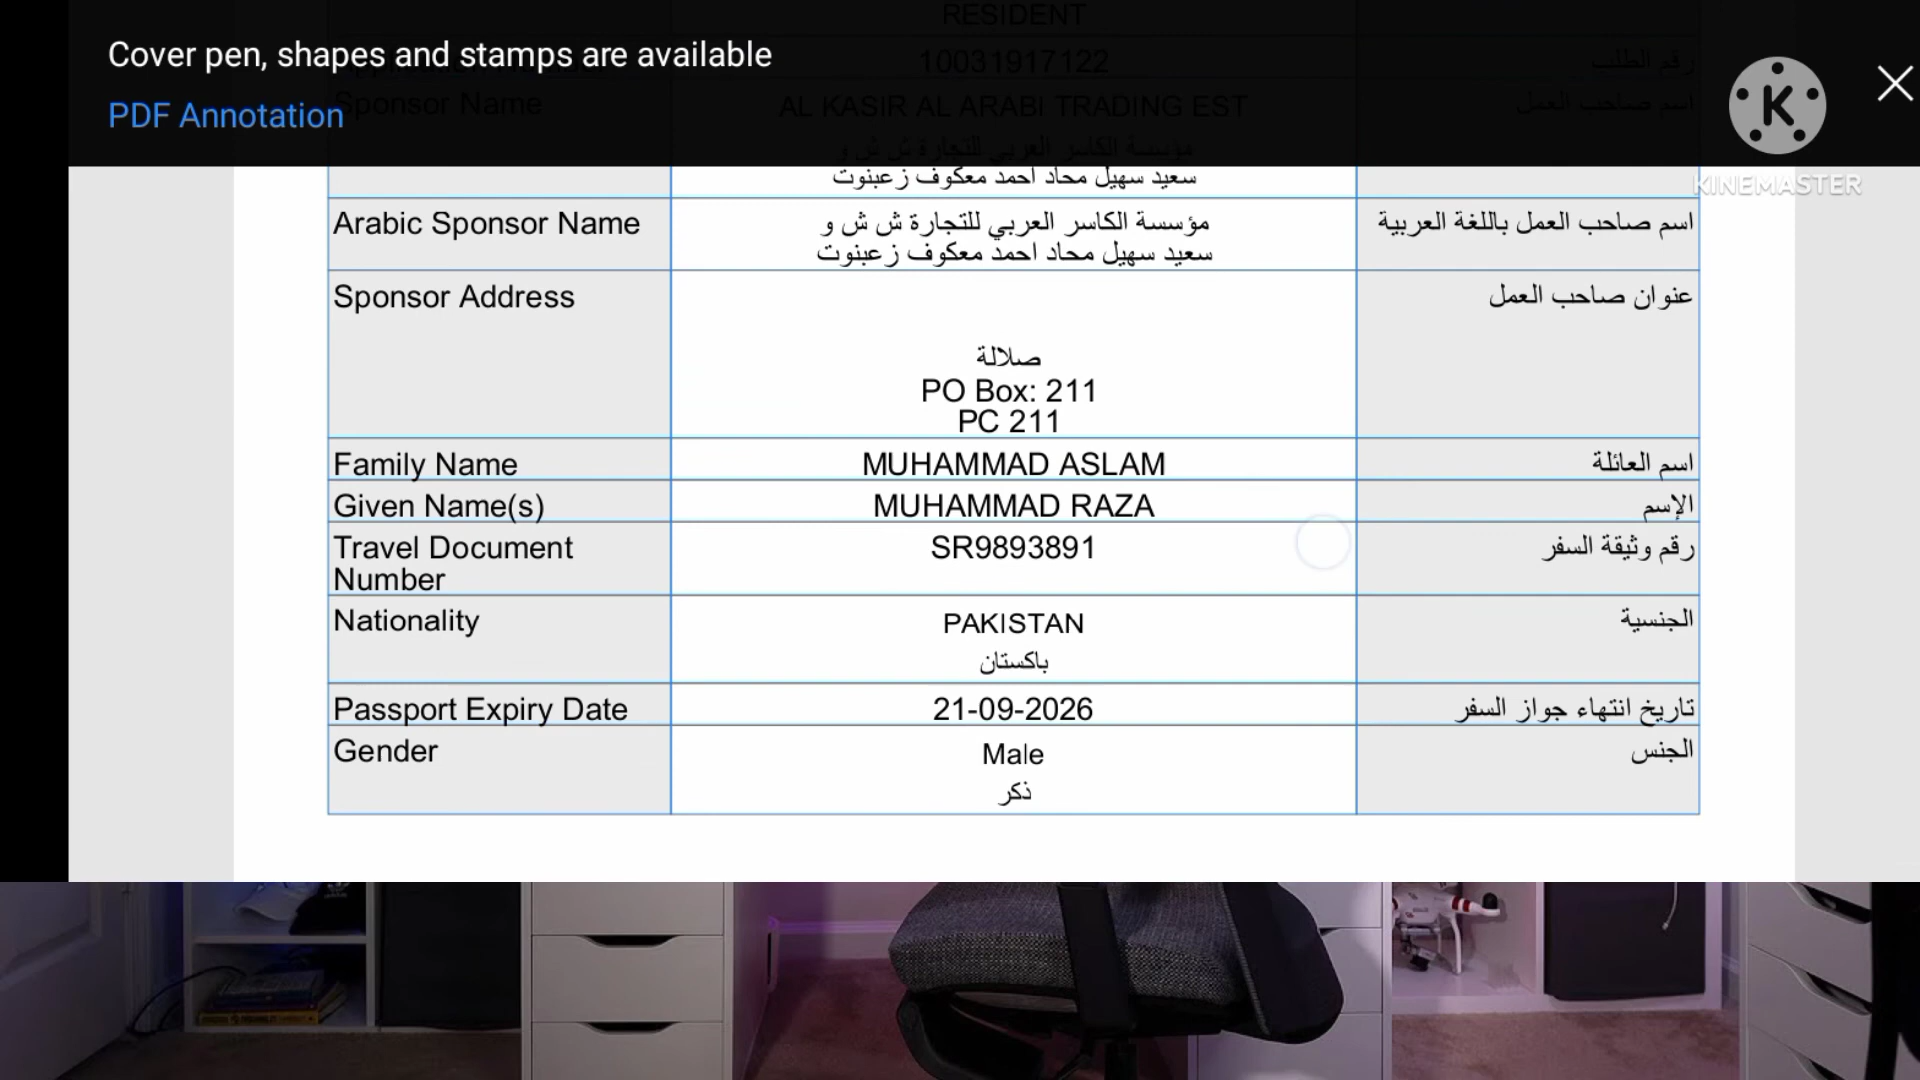 RESIDENT
Cover pen, shapes and stamps are available
10031917122
رقم الطلب
PDF Annotation
Sponsor Name
AL KASIR AL ARABI TRADING EST
اسم صاحب العمل
مؤسسة الكاسر العربي للتجارة ش ش و
سعيد سهيل محاد احمد معكوف زعبنوت
KINEMASTER
Arabic Sponsor Name
مؤسسة الكاسر العربي للتجارة ش ش و
سعيد سهيل محاد احمد معكوف زعبنوت
اسم صاحب العمل باللغة العربية
Sponsor Address
صلالة
PO Box: 211
PC 211
عنوان صاحب العمل
Family Name
MUHAMMAD ASLAM
اسم العائلة
Given Name(s)
MUHAMMAD RAZA
الإسم
Travel Document
Number
SR9893891
رقم وثيقة السفر
Nationality
PAKISTAN
باكستان
الجنسية
Passport Expiry Date
21-09-2026
تاريخ انتهاء جواز السفر
Gender
Male
ذكر
الجنس